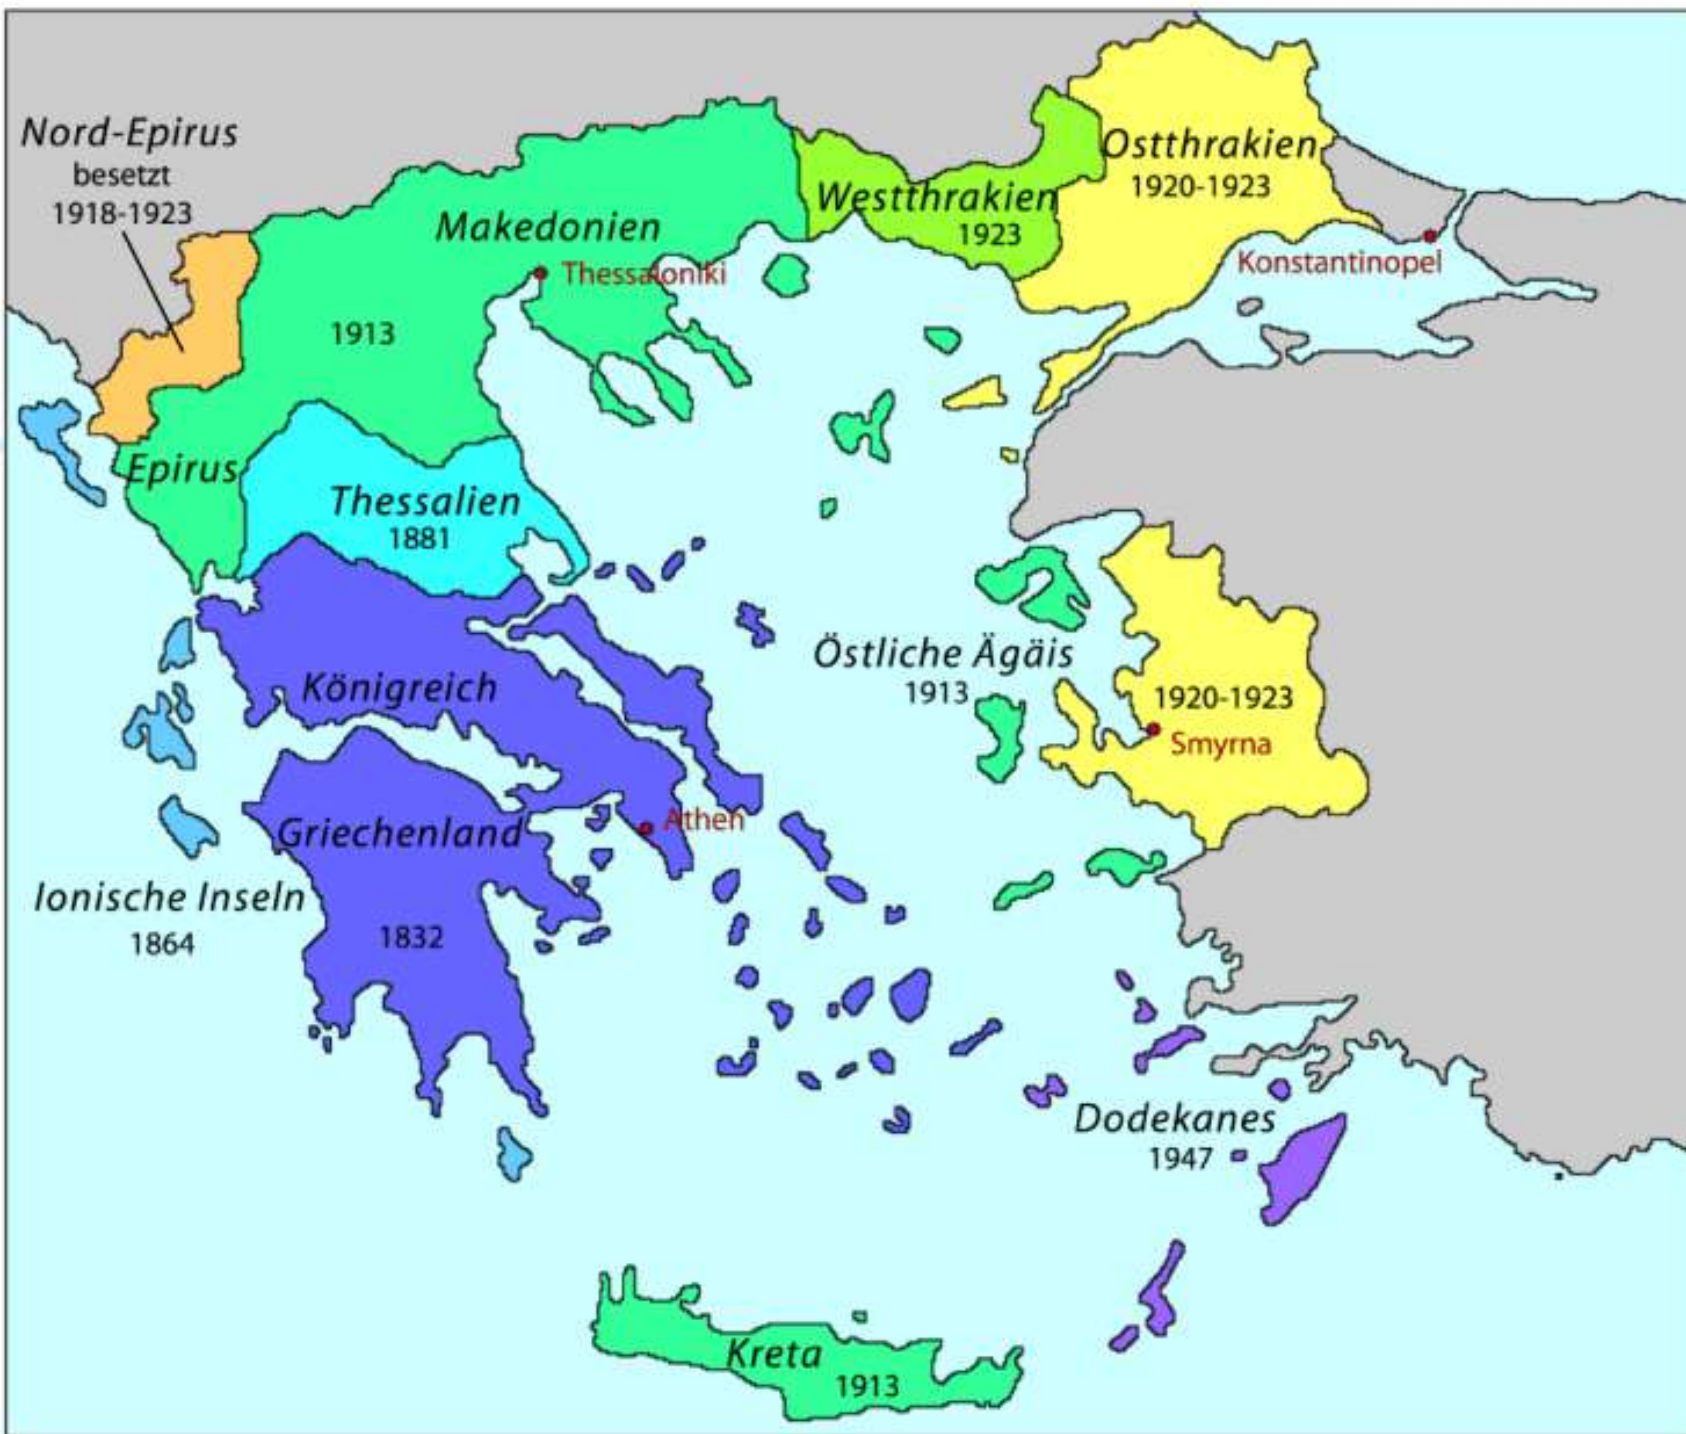 Nord-Epirus
besetzt
1918-1923
Ostthrakien
1920-1923
Westthrakien
1923
Makedonien
Thessaloniki
Konstantinopel
1913
Epirus
Thessalien
1881
Östliche Ägäis
1913
Königreich
1920-1923
Smyrna
Athen
Griechenland
Ionische Inseln
1864
1832
Dodekanes
1947
Kreta
1913